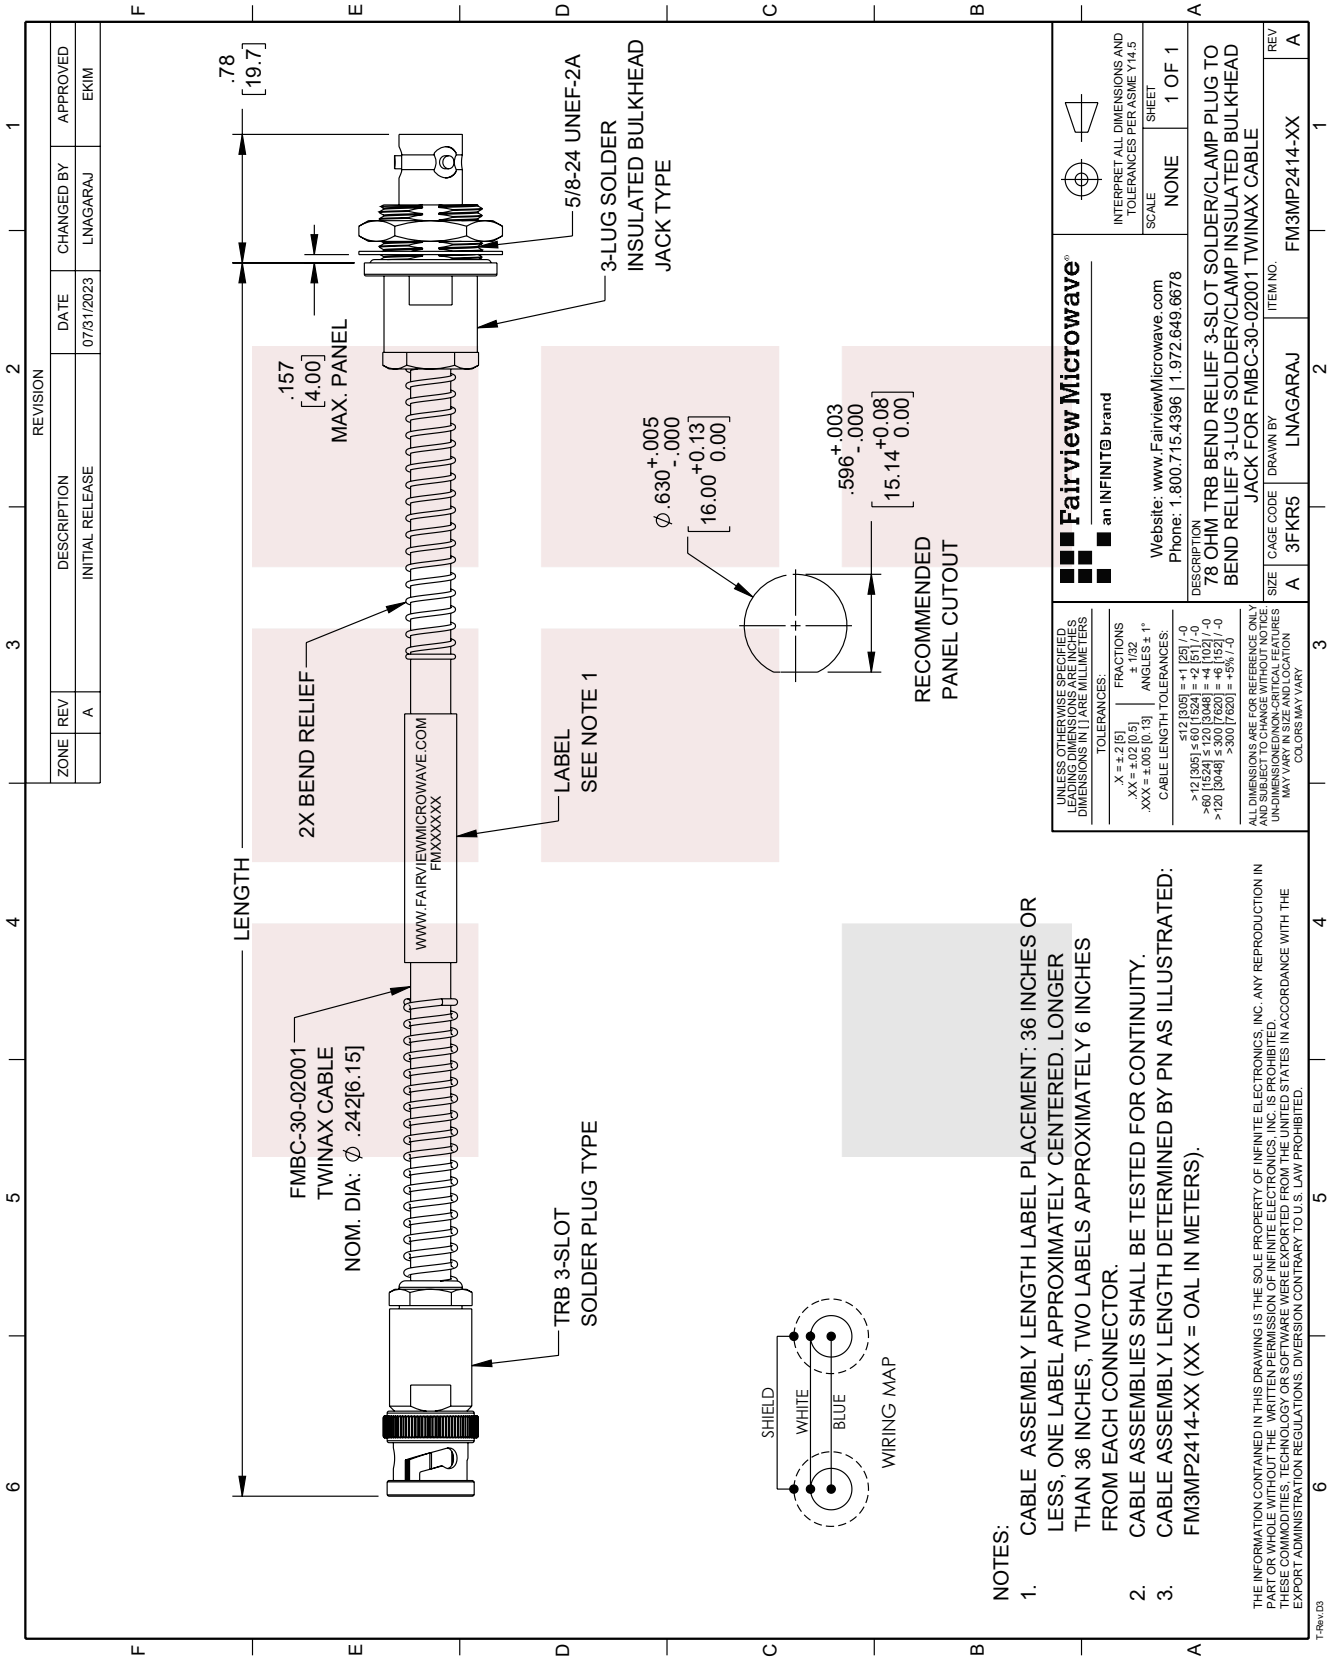 REVISION
ZONE REV DESCRIPTION DATE CHANGED BY APPROVED
A INITIAL RELEASE 07/31/2023 LNAGARAJ EKIM
6 5 4 3 2 1
F
E
D
C
B
A
LENGTH
.78
[19.7]
.157
[4.00]
MAX. PANEL
2X BEND RELIEF
FMBC-30-02001
TWINAX CABLE
NOM. DIA: Ø .242[6.15]
WWW.FAIRVIEWMICROWAVE.COM
FMXXXXXX
5/8-24 UNEF-2A
3-LUG SOLDER
INSULATED BULKHEAD
JACK TYPE
LABEL
SEE NOTE 1
TRB 3-SLOT
SOLDER PLUG TYPE
Ø.630 +.005 -.000
[16.00 +0.13 0.00]
.596 +.003 -.000
[15.14 +0.08 0.00]
RECOMMENDED
PANEL CUTOUT
SHIELD
WHITE
BLUE
WIRING MAP
NOTES:
1. CABLE ASSEMBLY LENGTH LABEL PLACEMENT: 36 INCHES OR
LESS, ONE LABEL APPROXIMATELY CENTERED. LONGER
THAN 36 INCHES, TWO LABELS APPROXIMATELY 6 INCHES
FROM EACH CONNECTOR.
2. CABLE ASSEMBLIES SHALL BE TESTED FOR CONTINUITY.
3. CABLE ASSEMBLY LENGTH DETERMINED BY PN AS ILLUSTRATED:
FM3MP2414-XX (XX = OAL IN METERS).
THE INFORMATION CONTAINED IN THIS DRAWING IS THE SOLE PROPERTY OF INFINITE ELECTRONICS, INC. ANY REPRODUCTION IN
PART OR WHOLE WITHOUT THE WRITTEN PERMISSION OF INFINITE ELECTRONICS, INC. IS PROHIBITED.
THESE COMMODITIES, TECHNOLOGY OR SOFTWARE WERE EXPORTED FROM THE UNITED STATES IN ACCORDANCE WITH THE
EXPORT ADMINISTRATION REGULATIONS. DIVERSION CONTRARY TO U.S. LAW PROHIBITED.
UNLESS OTHERWISE SPECIFIED
LEADING DIMENSIONS ARE INCHES
DIMENSIONS IN [ ] ARE MILLIMETERS
TOLERANCES:
.X = ±.2 [5] FRACTIONS
.XX = ±.02 [0.5] ± 1/32
.XXX = ±.005 [0.13] ANGLES ± 1°
CABLE LENGTH TOLERANCES:
≤12 [305] = +1 [25] / -0
>12 [305] ≤ 60 [1524] = +2 [51] / -0
>60 [1524] ≤ 120 [3048] = +4 [102] / -0
>120 [3048] ≤ 300 [7620] = +6 [152] / -0
>300 [7620] = +5% / -0
ALL DIMENSIONS ARE FOR REFERENCE ONLY
AND SUBJECT TO CHANGE WITHOUT NOTICE.
UN-DIMENSIONED/NON-CRITICAL FEATURES
MAY VARY IN SIZE AND LOCATION
COLORS MAY VARY
Fairview Microwave®
an INFINITE brand
Website: www.FairviewMicrowave.com
Phone: 1.800.715.4396 | 1.972.649.6678
INTERPRET ALL DIMENSIONS AND
TOLERANCES PER ASME Y14.5
SCALE NONE
SHEET 1 OF 1
DESCRIPTION
78 OHM TRB BEND RELIEF 3-SLOT SOLDER/CLAMP PLUG TO
BEND RELIEF 3-LUG SOLDER/CLAMP INSULATED BULKHEAD
JACK FOR FMBC-30-02001 TWINAX CABLE
SIZE CAGE CODE DRAWN BY ITEM NO. REV
A 3FKR5 LNAGARAJ FM3MP2414-XX A
6 5 4 3 2 1
F
E
D
C
B
A
T-Rev.D3